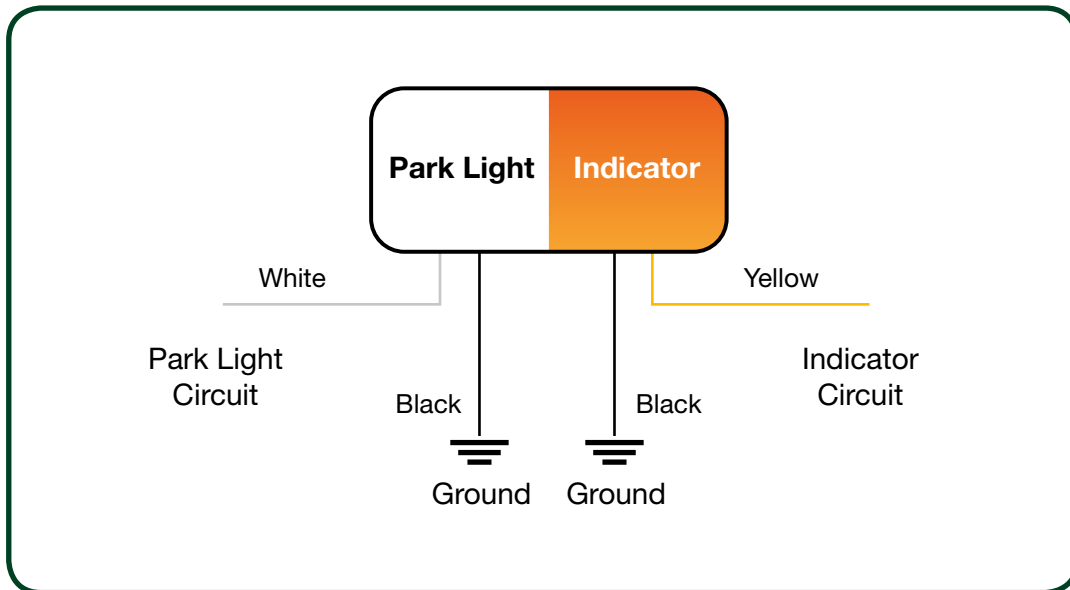 Park Light
Indicator
White
Yellow
Park Light
Circuit
Indicator
Circuit
Black
Black
Ground
Ground